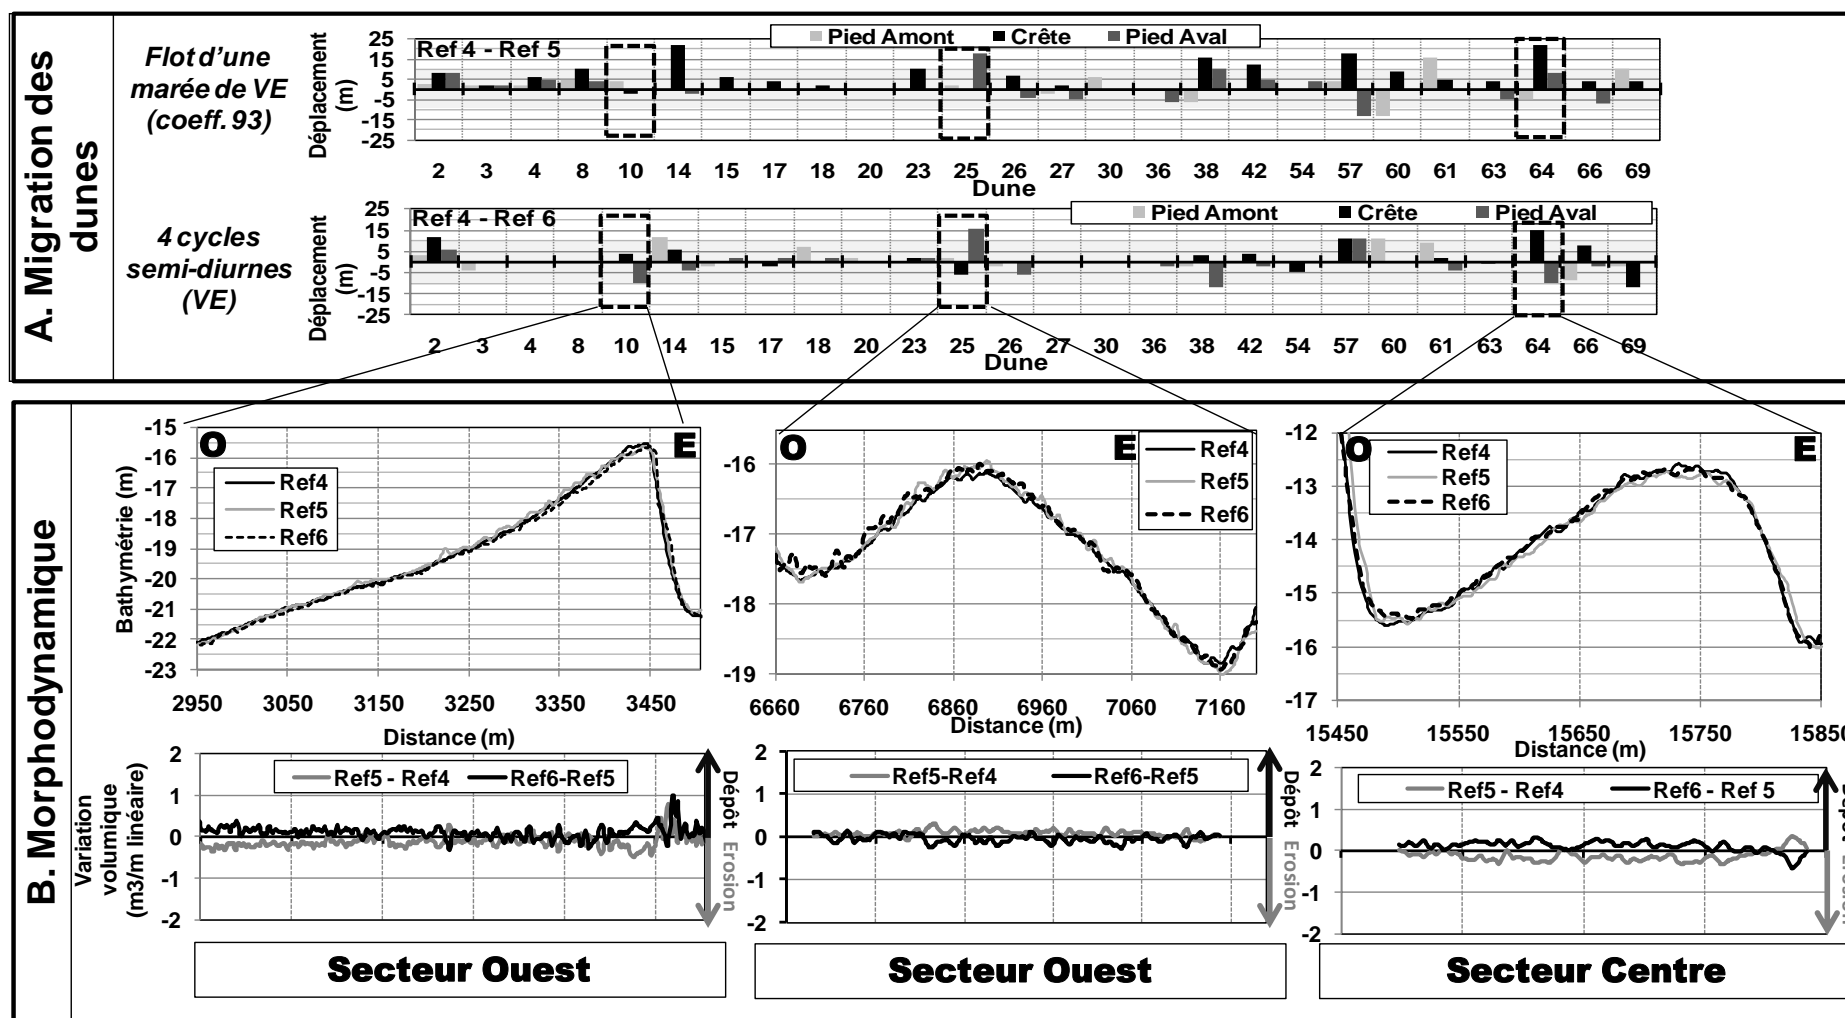 A. Migration des dunes
Flot d'une marée de VE (coeff. 93)
Déplacement (m)
25
15
5
-5
-15
-25
Ref 4 - Ref 5
Pied Amont Crête Pied Aval
2 3 4 8 10 14 15 17 18 20 23 25 26 27 30 36 38 42 54 57 60 61 63 64 66 69
Dune
4 cycles semi-diurnes (VE)
Déplacement (m)
25
15
5
-5
-15
-25
Ref 4 - Ref 6
Pied Amont Crête Pied Aval
2 3 4 8 10 14 15 17 18 20 23 25 26 27 30 36 38 42 54 57 60 61 63 64 66 69
Dune
B. Morphodynamique
Bathymétrie (m)
-15
-16
-17
-18
-19
-20
-21
-22
-23
O E
Ref4
Ref5
Ref6
2950 3050 3150 3250 3350 3450
Distance (m)
-16
-17
-18
-19
O E
Ref4
Ref5
Ref6
6660 6760 6860 6960 7060 7160
Distance (m)
-12
-13
-14
-15
-16
-17
O E
Ref4
Ref5
Ref6
15450 15550 15650 15750 15850
Distance (m)
Variation volumique (m3/m linéaire)
2
1
0
-1
-2
Ref5 - Ref4 Ref6-Ref5
Dépôt
Erosion
2
1
0
-1
-2
Ref5-Ref4 Ref6-Ref5
Dépôt
Erosion
2
1
0
-1
-2
Ref5 - Ref4 Ref6 - Ref 5
Secteur Ouest
Secteur Ouest
Secteur Centre